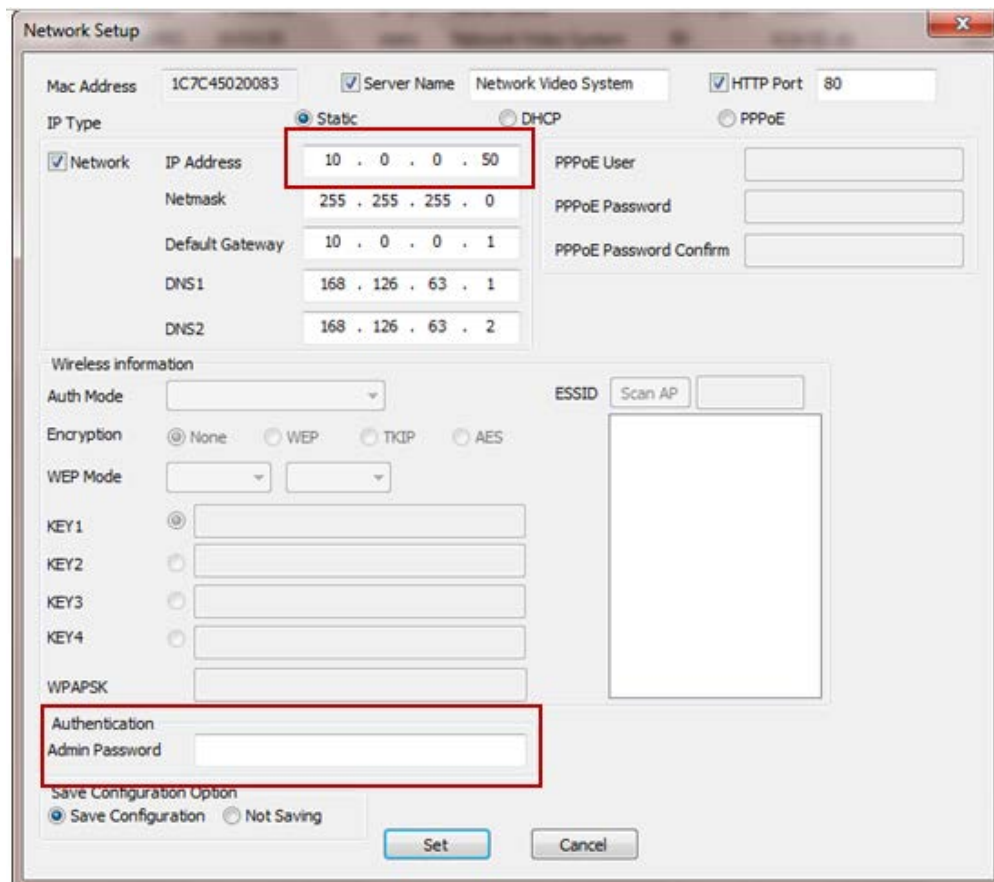 Network Setup
Mac Address 1C7C45020083 Server Name Network Video System HTTP Port 80
IP Type Static DHCP PPPoE
Network IP Address 10 . 0 . 0 . 50 PPPoE User
Netmask 255 . 255 . 255 . 0 PPPoE Password
Default Gateway 10 . 0 . 0 . 1 PPPoE Password Confirm
DNS1 168 . 126 . 63 . 1
DNS2 168 . 126 . 63 . 2
Wireless information
Auth Mode ESSID Scan AP
Encryption None WEP TKIP AES
WEP Mode
KEY1
KEY2
KEY3
KEY4
WPAPSK
Authentication
Admin Password
Save Configuration Option
Save Configuration Not Saving
Set Cancel